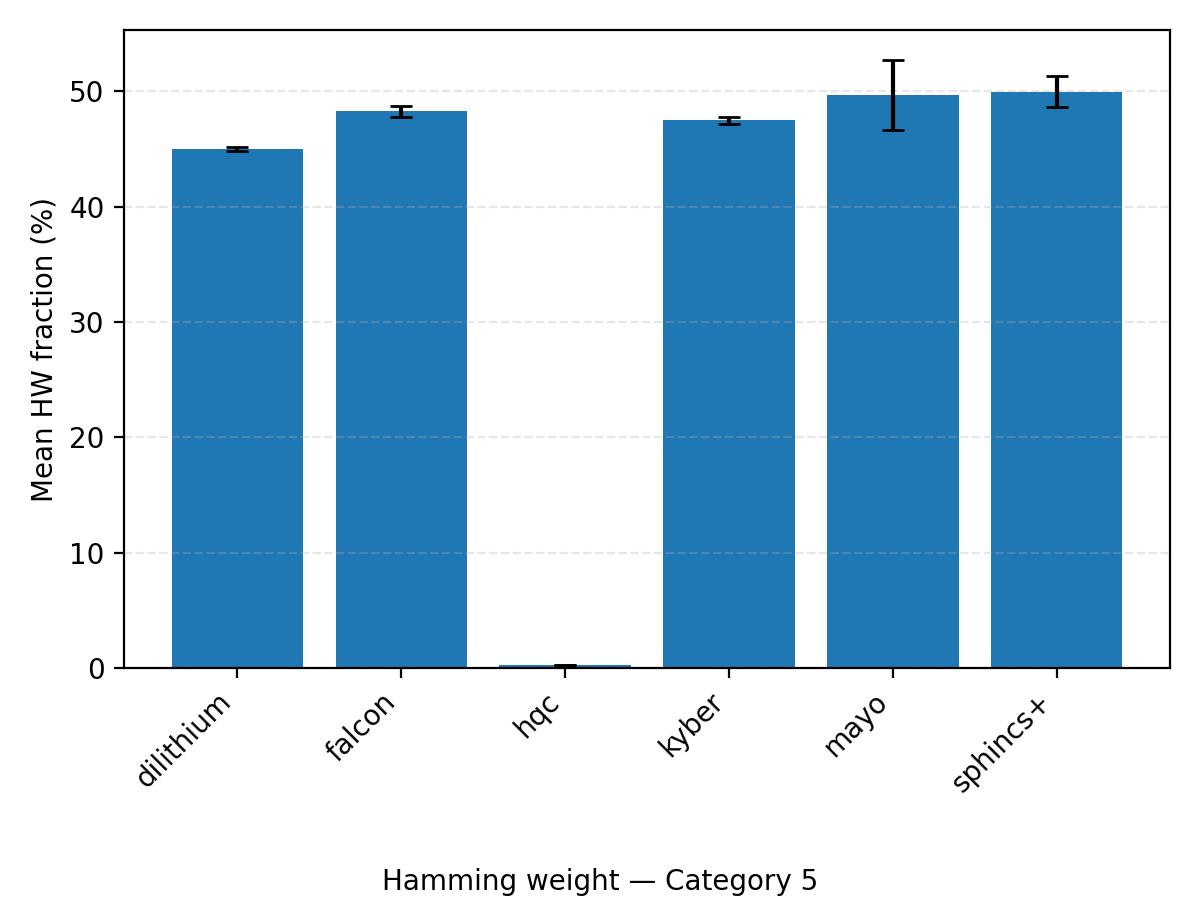 Mean HW fraction (%)
50
40
30
20
10
0
dilithium
falcon
hqc
kyber
mayo
sphincs+
Hamming weight — Category 5